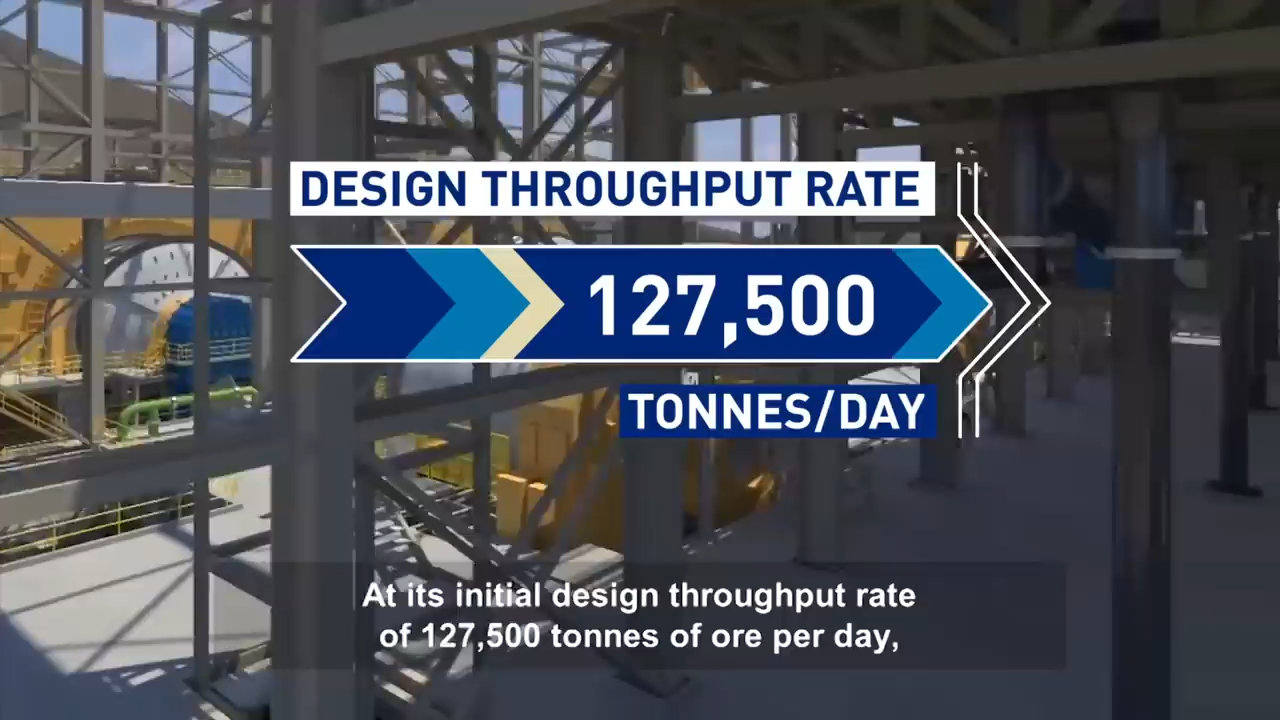 DESIGN THROUGHPUT RATE
127,500
TONNES/DAY
At its initial design throughput rate
of 127,500 tonnes of ore per day,